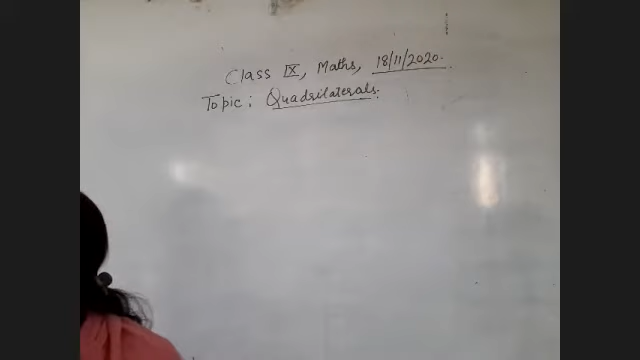 Class IX, Maths, 18/11/2020.
Topic: Quadrilaterals.